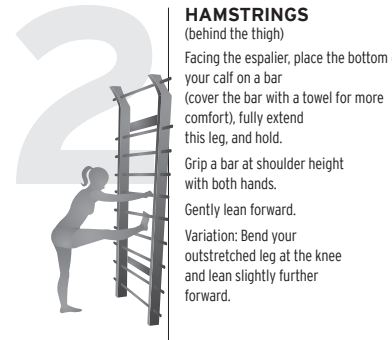 2
HAMSTRINGS
(behind the thigh)
Facing the espalier, place the bottom
your calf on a bar
(cover the bar with a towel for more
comfort), fully extend
this leg, and hold.
Grip a bar at shoulder height
with both hands.
Gently lean forward.
Variation: Bend your
outstretched leg at the knee
and lean slightly further
forward.